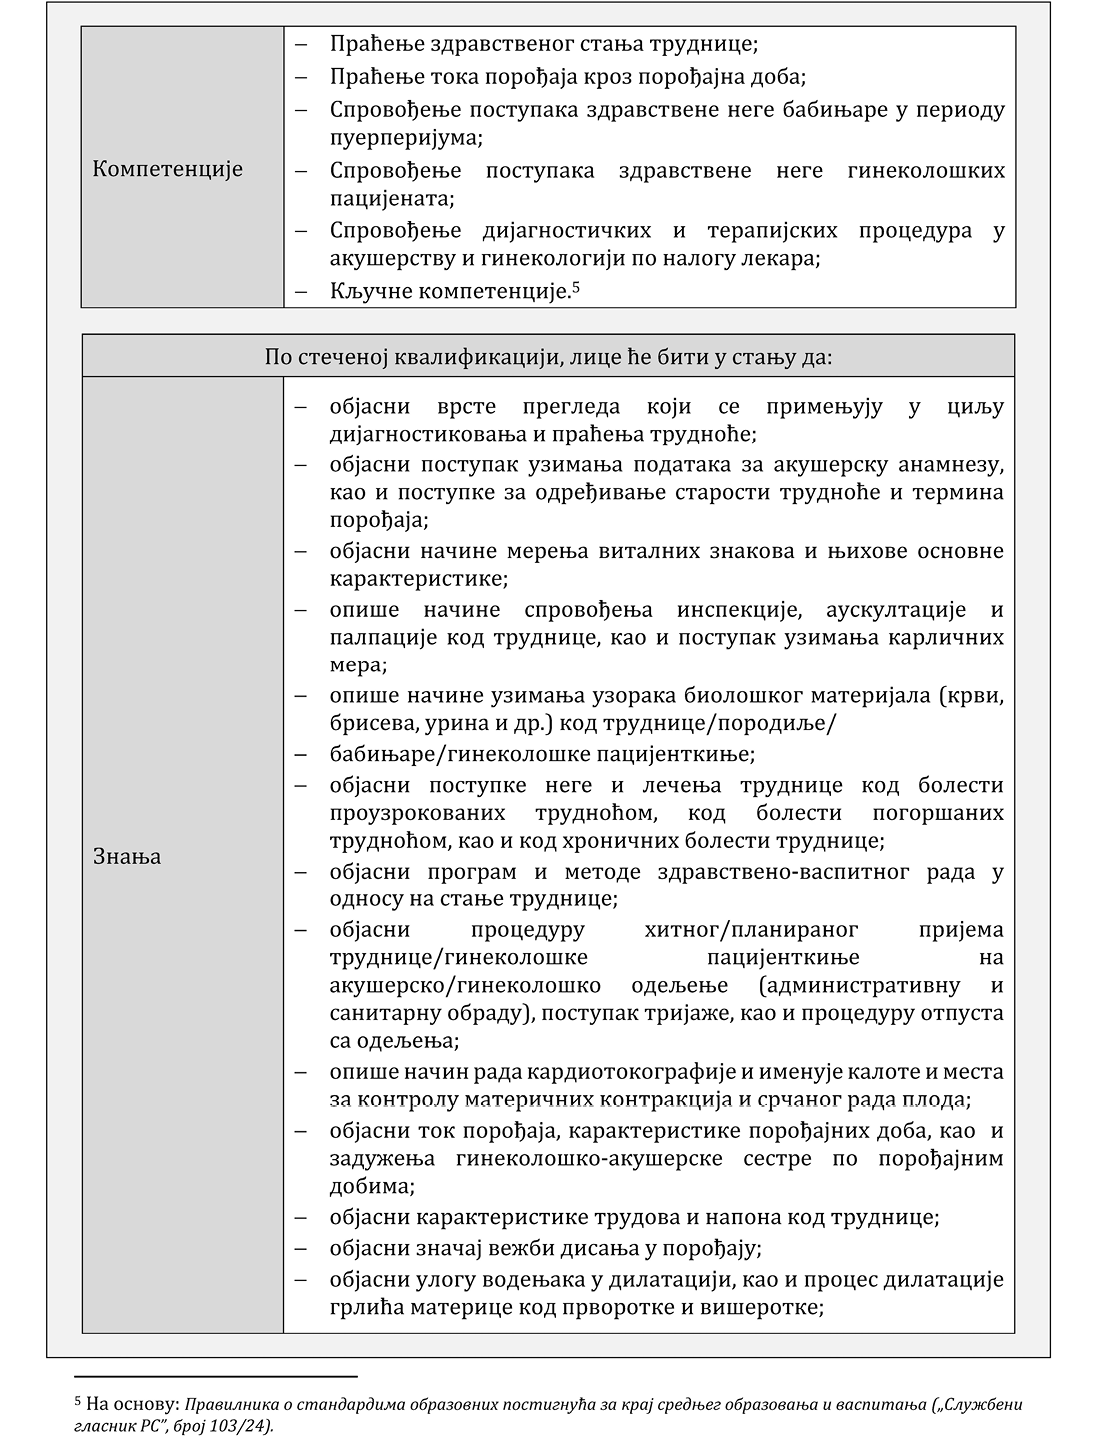 Компетенције
– Праћење здравственог стања труднице;
– Праћење тока порођаја кроз порођајна доба;
– Спровођење поступака здравствене неге бабињаре у периоду
пуерперијума;
– Спровођење поступака здравствене неге гинеколошких
пацијената;
– Спровођење дијагностичких и терапијских процедура у
акушерству и гинекологији по налогу лекара;
– Кључне компетенције.⁵
По стеченој квалификацији, лице ће бити у стању да:
Знања
– објасни врсте прегледа који се примењују у циљу
дијагностиковања и праћења трудноће;
– објасни поступак узимања података за акушерску анамнезу,
као и поступке за одређивање старости трудноће и термина
порођаја;
– објасни начине мерења виталних знакова и њихове основне
карактеристике;
– опише начине спровођења инспекције, аускултације и
палпације код труднице, као и поступак узимања карличних
мера;
– опише начине узимања узорака биолошког материјала (крви,
брисева, урина и др.) код труднице/породиље/
– бабињаре/гинеколошке пацијенткиње;
– објасни поступке неге и лечења труднице код болести
проузрокованих трудноћом, код болести погоршаних
трудноћом, као и код хроничних болести труднице;
– објасни програм и методе здравствено-васпитног рада у
односу на стање труднице;
– објасни процедуру хитног/планираног пријема
труднице/гинеколошке пацијенткиње на
акушерско/гинеколошко одељење (административну и
санитарну обраду), поступак тријаже, као и процедуру отпуста
са одељења;
– опише начин рада кардиотокографије и именује калоте и места
за контролу материчних контракција и срчаног рада плода;
– објасни ток порођаја, карактеристике порођајних доба, као и
задужења гинеколошко-акушерске сестре по порођајним
добима;
– објасни карактеристике трудова и напона код труднице;
– објасни значај вежби дисања у порођају;
– објасни улогу водењака у дилатацији, као и процес дилатације
грлића материце код прворотке и вишеротке;
⁵ На основу: Правилника о стандардима образовних постигнућа за крај средњег образовања и васпитања („Службени
гласник РС”, број 103/24).